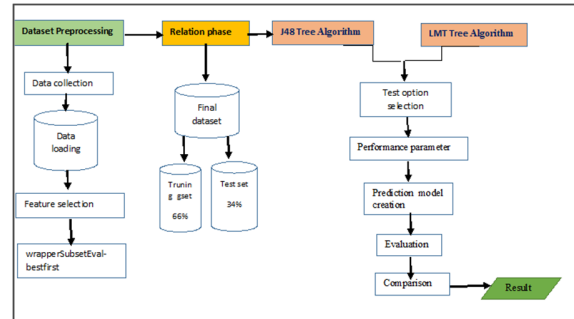 Dataset Preprocessing
Relation phase
J48 Tree Algorithm
LMT Tree Algorithm
Data collection
Data
loading
Feature selection
wrapperSubsetEval-
bestfirst
Final
dataset
Trunin
g gset
66%
Test set
34%
Test option
selection
Performance parameter
Prediction model
creation
Evaluation
Comparison
Result